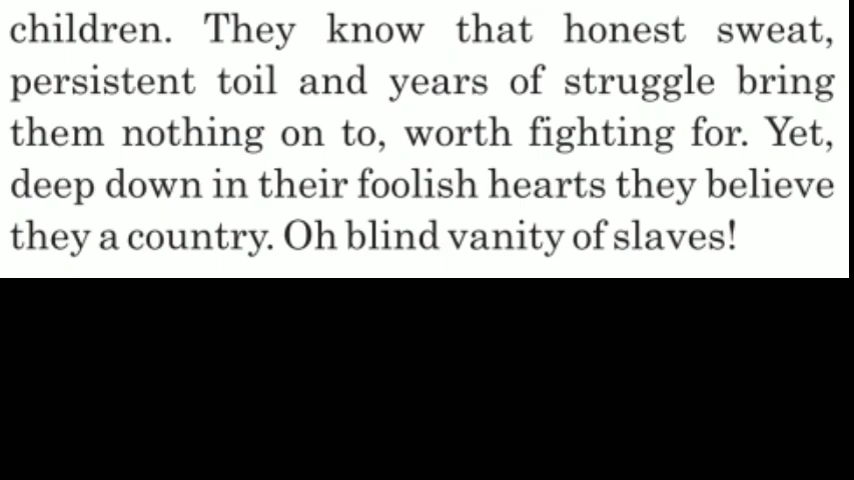 children. They know that honest sweat,
persistent toil and years of struggle bring
them nothing on to, worth fighting for. Yet,
deep down in their foolish hearts they believe
they a country. Oh blind vanity of slaves!